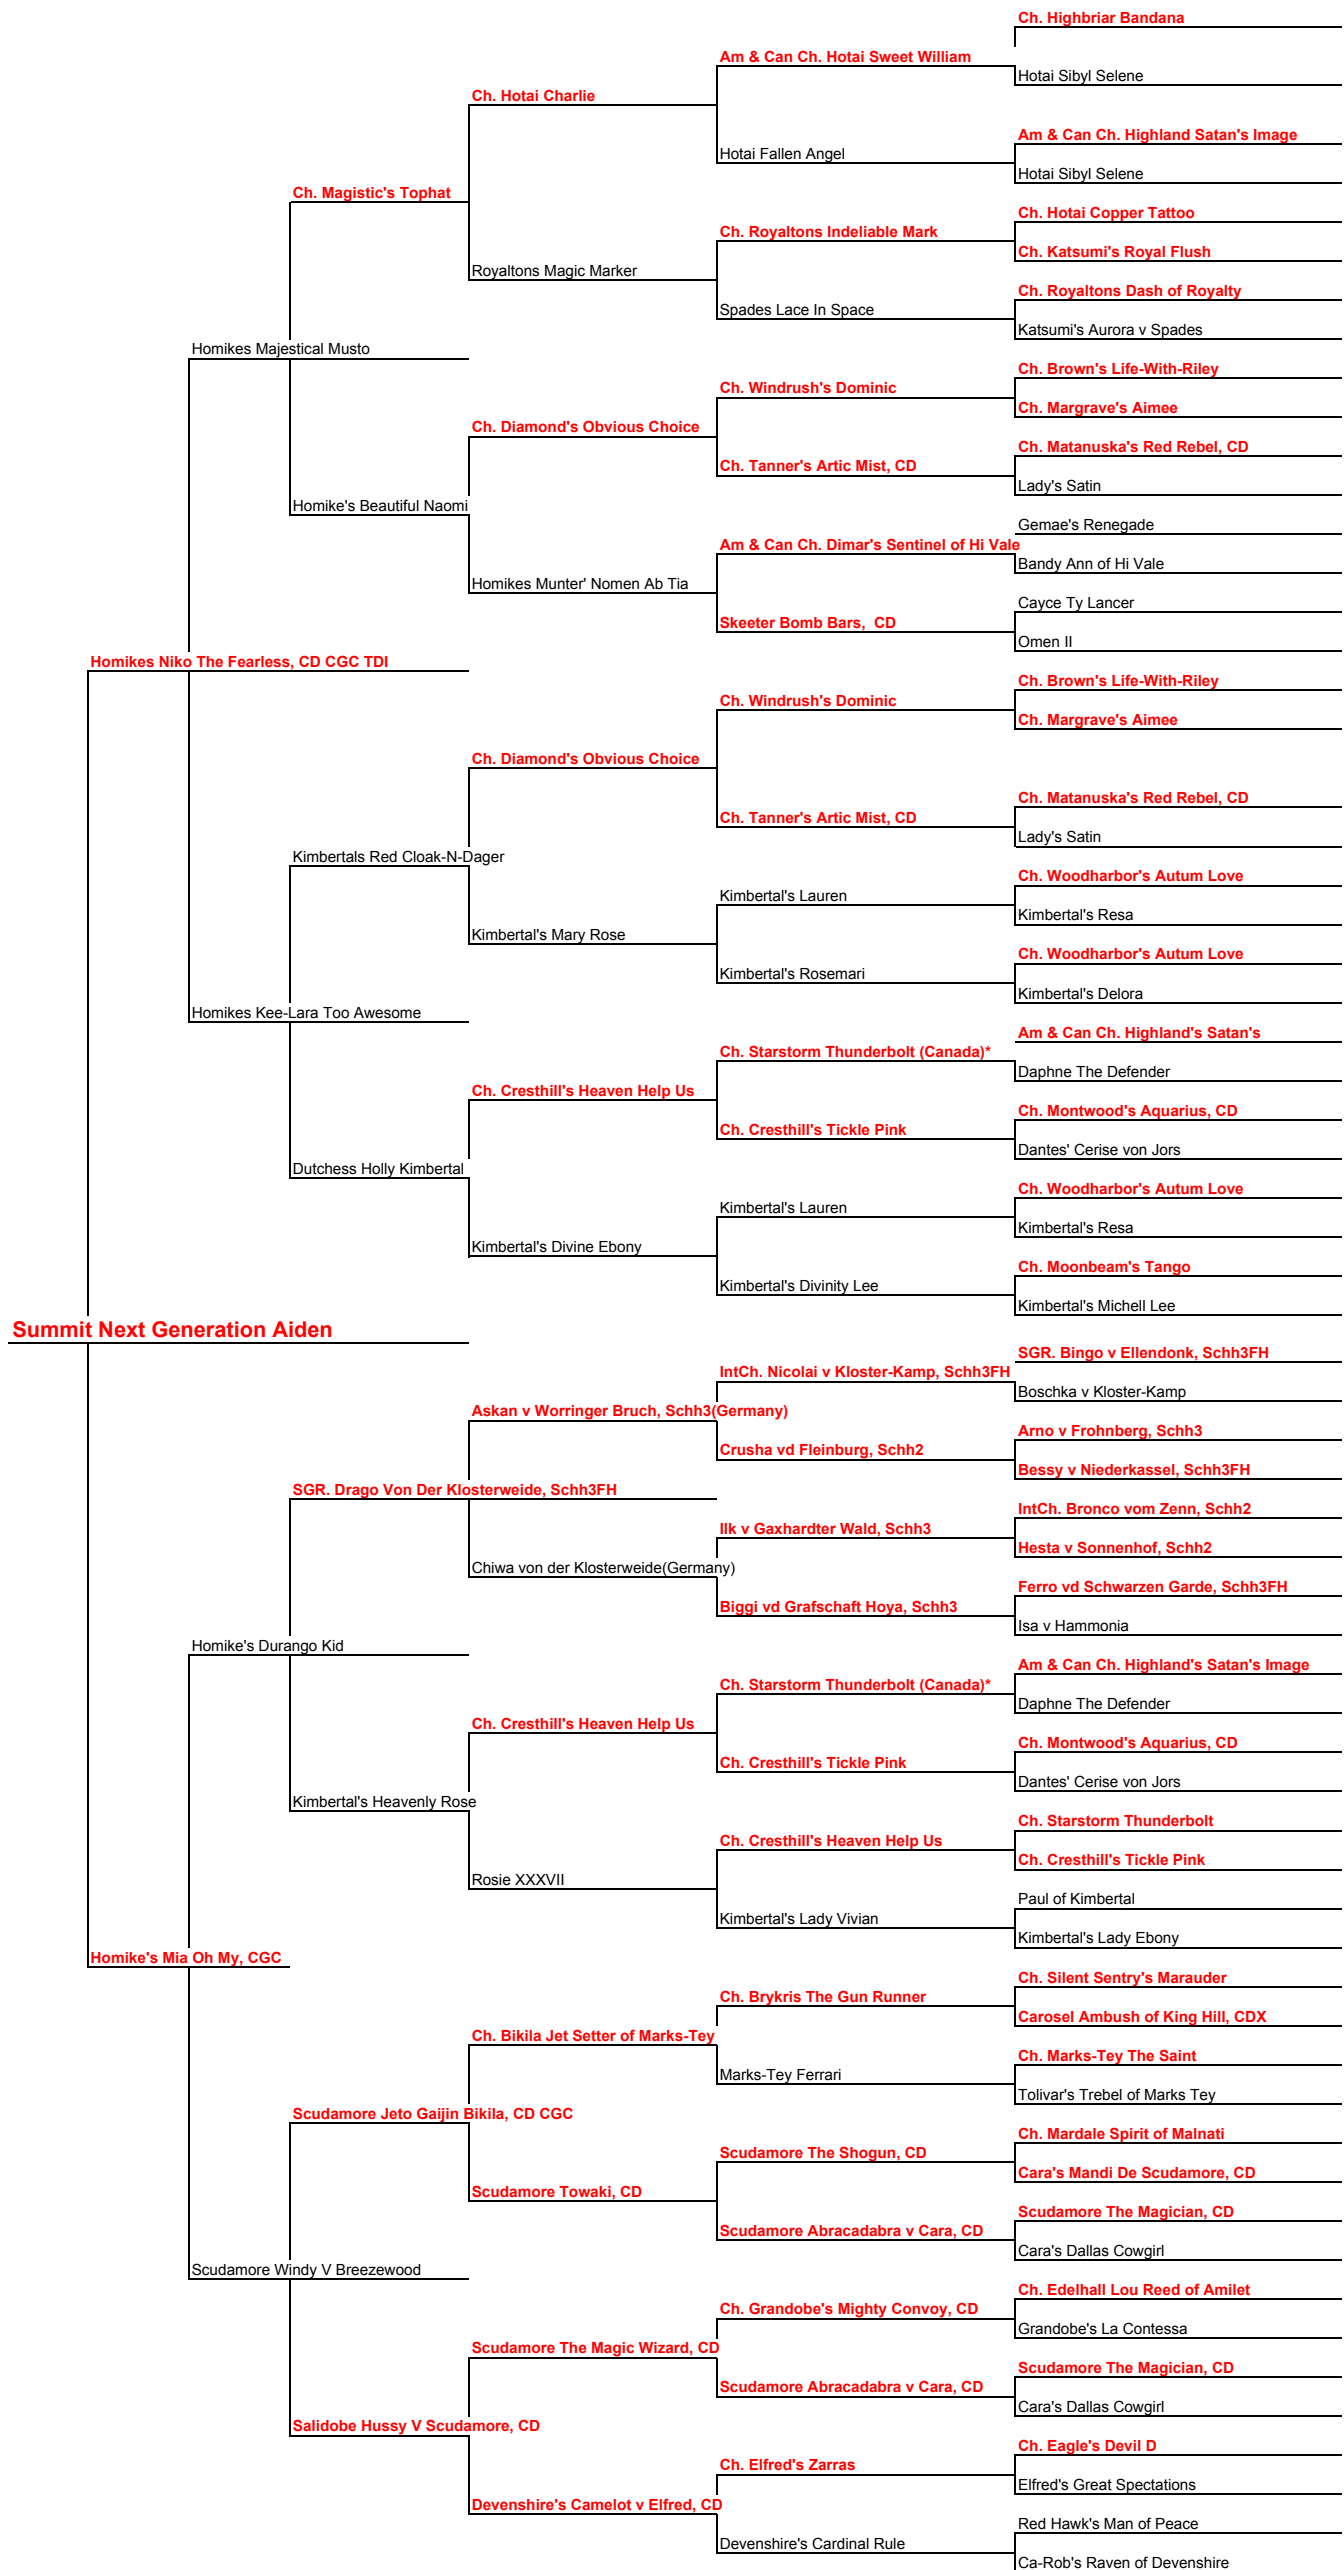 Ch. Highbriar Bandana
Am & Can Ch. Hotai Sweet William
Hotai Sibyl Selene
Ch. Hotai Charlie
Am & Can Ch. Highland Satan's Image
Hotai Fallen Angel
Hotai Sibyl Selene
Ch. Magistic's Tophat
Ch. Hotai Copper Tattoo
Ch. Royaltons Indeliable Mark
Ch. Katsumi's Royal Flush
Royaltons Magic Marker
Ch. Royaltons Dash of Royalty
Spades Lace In Space
Katsumi's Aurora v Spades
Homikes Majestical Musto
Ch. Brown's Life-With-Riley
Ch. Windrush's Dominic
Ch. Margrave's Aimee
Ch. Diamond's Obvious Choice
Ch. Matanuska's Red Rebel, CD
Ch. Tanner's Artic Mist, CD
Lady's Satin
Homike's Beautiful Naomi
Gemae's Renegade
Am & Can Ch. Dimar's Sentinel of Hi Vale
Bandy Ann of Hi Vale
Homikes Munter' Nomen Ab Tia
Cayce Ty Lancer
Skeeter Bomb Bars, CD
Omen II
Homikes Niko The Fearless, CD CGC TDI
Ch. Brown's Life-With-Riley
Ch. Windrush's Dominic
Ch. Margrave's Aimee
Ch. Diamond's Obvious Choice
Ch. Matanuska's Red Rebel, CD
Ch. Tanner's Artic Mist, CD
Lady's Satin
Kimbertals Red Cloak-N-Dager
Ch. Woodharbor's Autum Love
Kimbertal's Lauren
Kimbertal's Resa
Kimbertal's Mary Rose
Ch. Woodharbor's Autum Love
Kimbertal's Rosemari
Kimbertal's Delora
Homikes Kee-Lara Too Awesome
Am & Can Ch. Highland's Satan's
Ch. Starstorm Thunderbolt (Canada)*
Daphne The Defender
Ch. Cresthill's Heaven Help Us
Ch. Montwood's Aquarius, CD
Ch. Cresthill's Tickle Pink
Dantes' Cerise von Jors
Dutchess Holly Kimbertal
Ch. Woodharbor's Autum Love
Kimbertal's Lauren
Kimbertal's Resa
Kimbertal's Divine Ebony
Ch. Moonbeam's Tango
Kimbertal's Divinity Lee
Kimbertal's Michell Lee
Summit Next Generation Aiden
SGR. Bingo v Ellendonk, Schh3FH
IntCh. Nicolai v Kloster-Kamp, Schh3FH
Boschka v Kloster-Kamp
Askan v Worringer Bruch, Schh3(Germany)
Arno v Frohnberg, Schh3
Crusha vd Fleinburg, Schh2
Bessy v Niederkassel, Schh3FH
SGR. Drago Von Der Klosterweide, Schh3FH
IntCh. Bronco vom Zenn, Schh2
Ilk v Gaxhardter Wald, Schh3
Hesta v Sonnenhof, Schh2
Chiwa von der Klosterweide(Germany)
Ferro vd Schwarzen Garde, Schh3FH
Biggi vd Grafschaft Hoya, Schh3
Isa v Hammonia
Homike's Durango Kid
Am & Can Ch. Highland's Satan's Image
Ch. Starstorm Thunderbolt (Canada)*
Daphne The Defender
Ch. Cresthill's Heaven Help Us
Ch. Montwood's Aquarius, CD
Ch. Cresthill's Tickle Pink
Dantes' Cerise von Jors
Kimbertal's Heavenly Rose
Ch. Starstorm Thunderbolt
Ch. Cresthill's Heaven Help Us
Ch. Cresthill's Tickle Pink
Rosie XXXVII
Paul of Kimbertal
Kimbertal's Lady Vivian
Kimbertal's Lady Ebony
Homike's Mia Oh My, CGC
Ch. Silent Sentry's Marauder
Ch. Brykris The Gun Runner
Carosel Ambush of King Hill, CDX
Ch. Bikila Jet Setter of Marks-Tey
Ch. Marks-Tey The Saint
Marks-Tey Ferrari
Tolivar's Trebel of Marks Tey
Scudamore Jeto Gaijin Bikila, CD CGC
Ch. Mardale Spirit of Malnati
Scudamore The Shogun, CD
Cara's Mandi De Scudamore, CD
Scudamore Towaki, CD
Scudamore The Magician, CD
Scudamore Abracadabra v Cara, CD
Cara's Dallas Cowgirl
Scudamore Windy V Breezewood
Ch. Edelhall Lou Reed of Amilet
Ch. Grandobe's Mighty Convoy, CD
Grandobe's La Contessa
Scudamore The Magic Wizard, CD
Scudamore The Magician, CD
Scudamore Abracadabra v Cara, CD
Cara's Dallas Cowgirl
Salidobe Hussy V Scudamore, CD
Ch. Eagle's Devil D
Ch. Elfred's Zarras
Elfred's Great Spectations
Devenshire's Camelot v Elfred, CD
Red Hawk's Man of Peace
Devenshire's Cardinal Rule
Ca-Rob's Raven of Devenshire